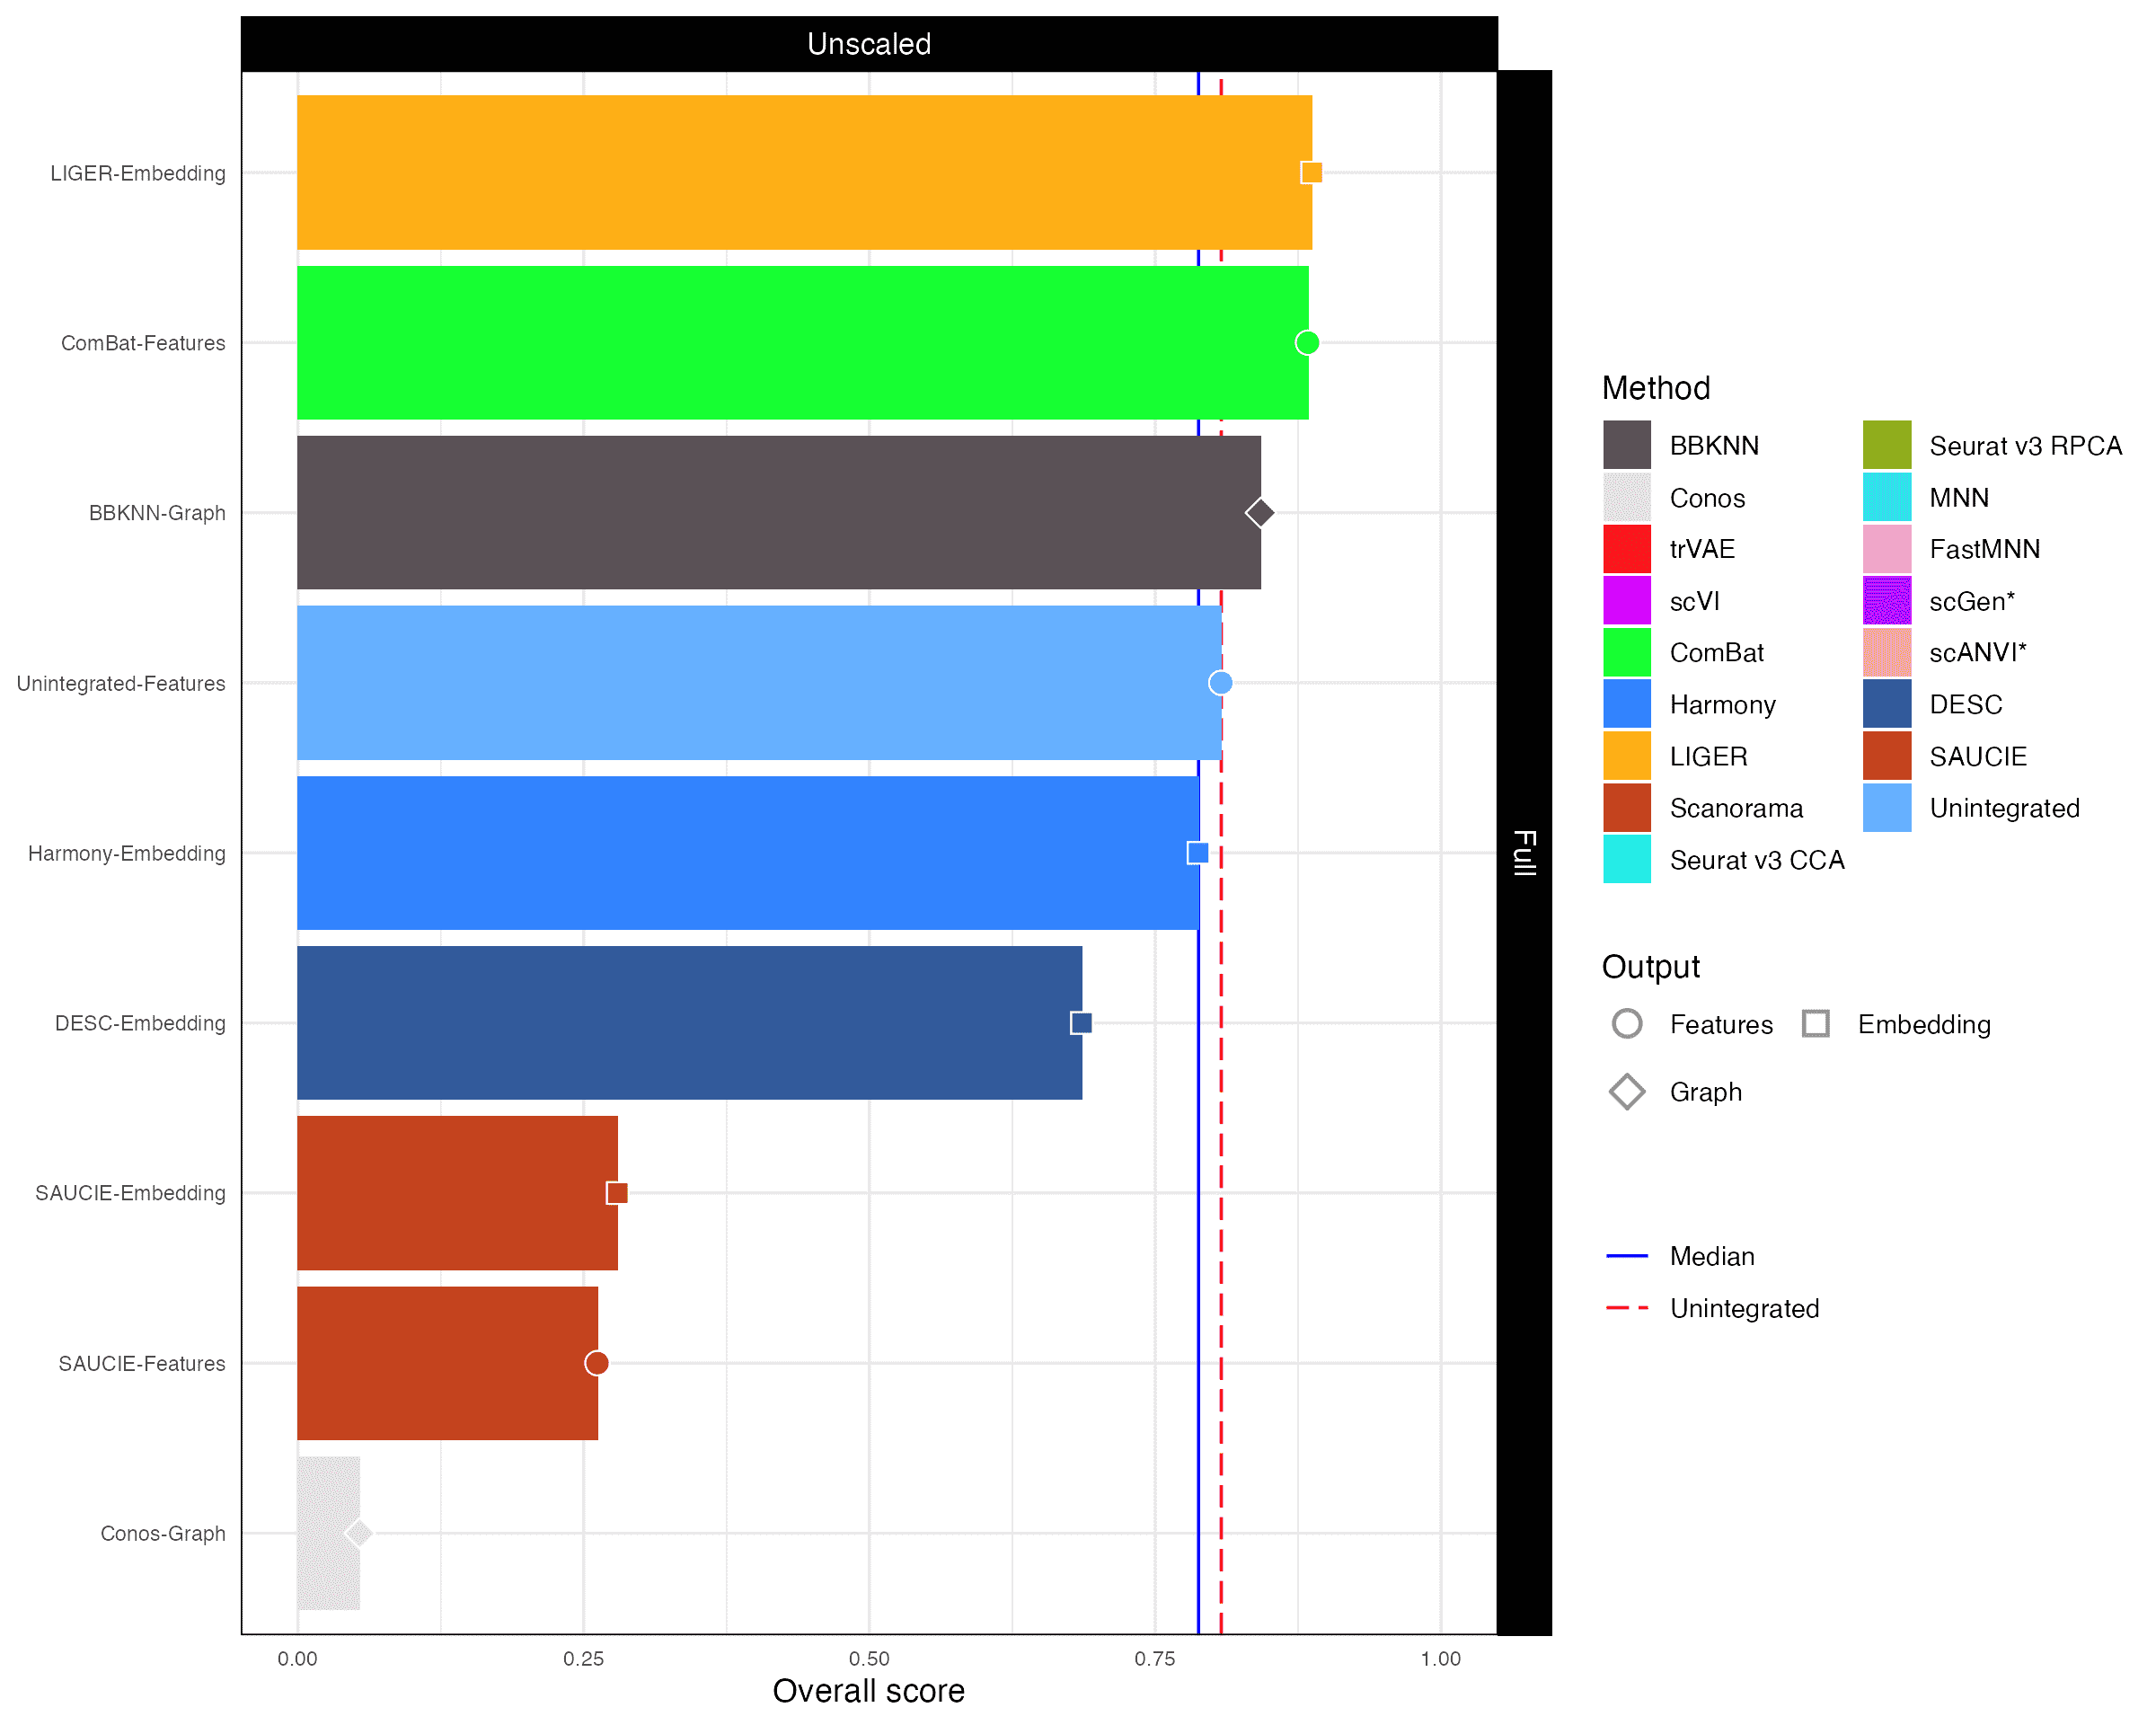 Unscaled
LIGER-Embedding
ComBat-Features
BBKNN-Graph
Unintegrated-Features
Harmony-Embedding
DESC-Embedding
SAUCIE-Embedding
SAUCIE-Features
Conos-Graph
0.00 0.25 0.50 0.75 1.00
Overall score
Full
Method
BBKNN
Conos
trVAE
scVI
ComBat
Harmony
LIGER
Scanorama
Seurat v3 CCA
Seurat v3 RPCA
MNN
FastMNN
scGen*
scANVI*
DESC
SAUCIE
Unintegrated
Output
Features Embedding
Graph
Median
Unintegrated